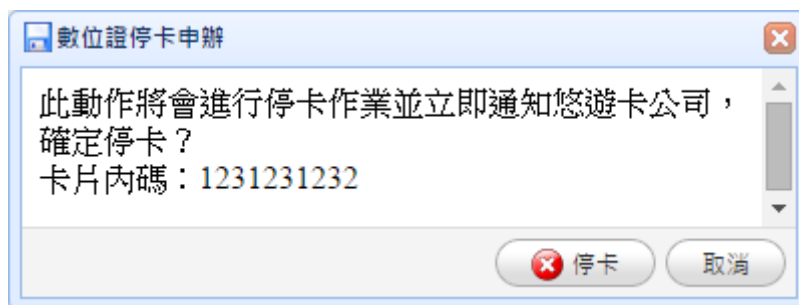 數位證停卡申辦
此動作將會進行停卡作業並立即通知悠遊卡公司，
確定停卡？
卡片內碼：1231231232
停卡 取消